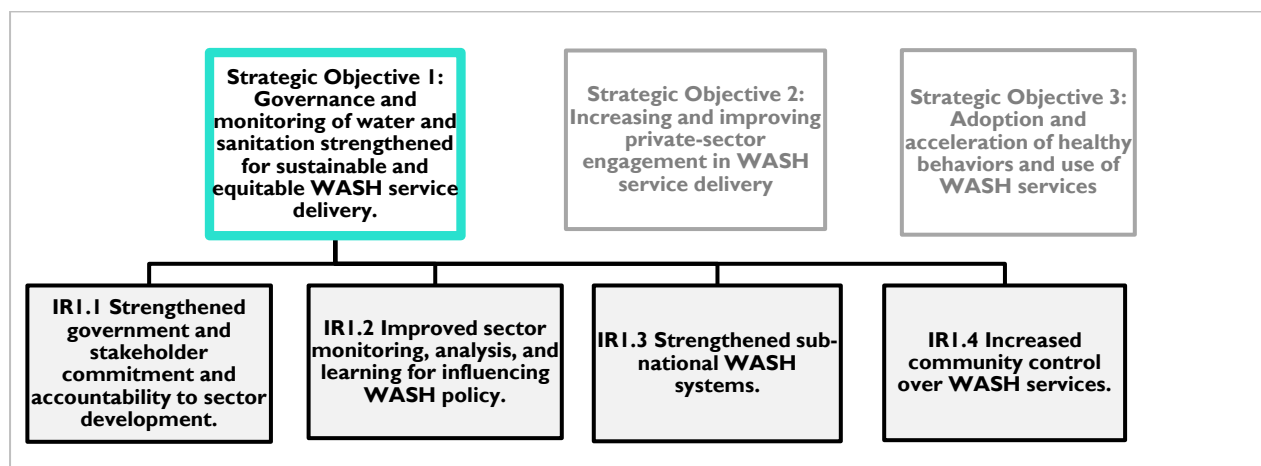 Strategic Objective 1:
Governance and
monitoring of water and
sanitation strengthened
for sustainable and
equitable WASH service
delivery.
Strategic Objective 2:
Increasing and improving
private-sector
engagement in WASH
service delivery
Strategic Objective 3:
Adoption and
acceleration of healthy
behaviors and use of
WASH services
IR1.1 Strengthened
government and
stakeholder
commitment and
accountability to sector
development.
IR1.2 Improved sector
monitoring, analysis, and
learning for influencing
WASH policy.
IR1.3 Strengthened sub-
national WASH
systems.
IR1.4 Increased
community control
over WASH services.